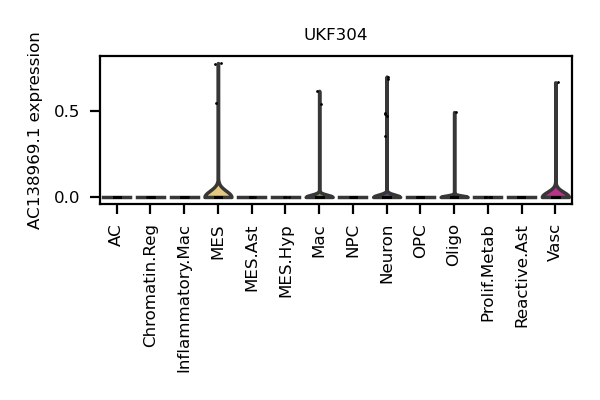 UKF304
AC138969.1 expression
0.5
0.0
AC
Chromatin.Reg
Inflammatory.Mac
MES
MES.Ast
MES.Hyp
Mac
NPC
Neuron
OPC
Oligo
Prolif.Metab
Reactive.Ast
Vasc